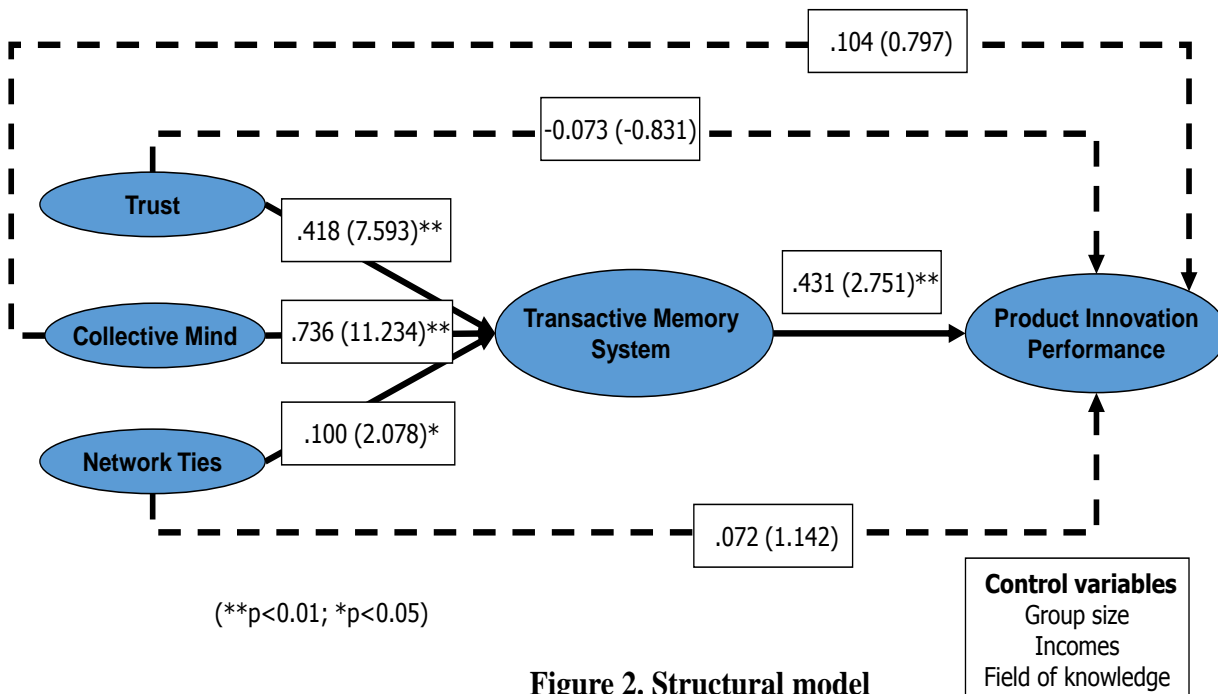 .104 (0.797)
-0.073 (-0.831)
Trust
.418 (7.593)**
.431 (2.751)**
Collective Mind
.736 (11.234)**
Transactive Memory
System
Product Innovation
Performance
.100 (2.078)*
Network Ties
.072 (1.142)
(**p<0.01; *p<0.05)
Control variables
Group size
Incomes
Field of knowledge
Figure 2. Structural model